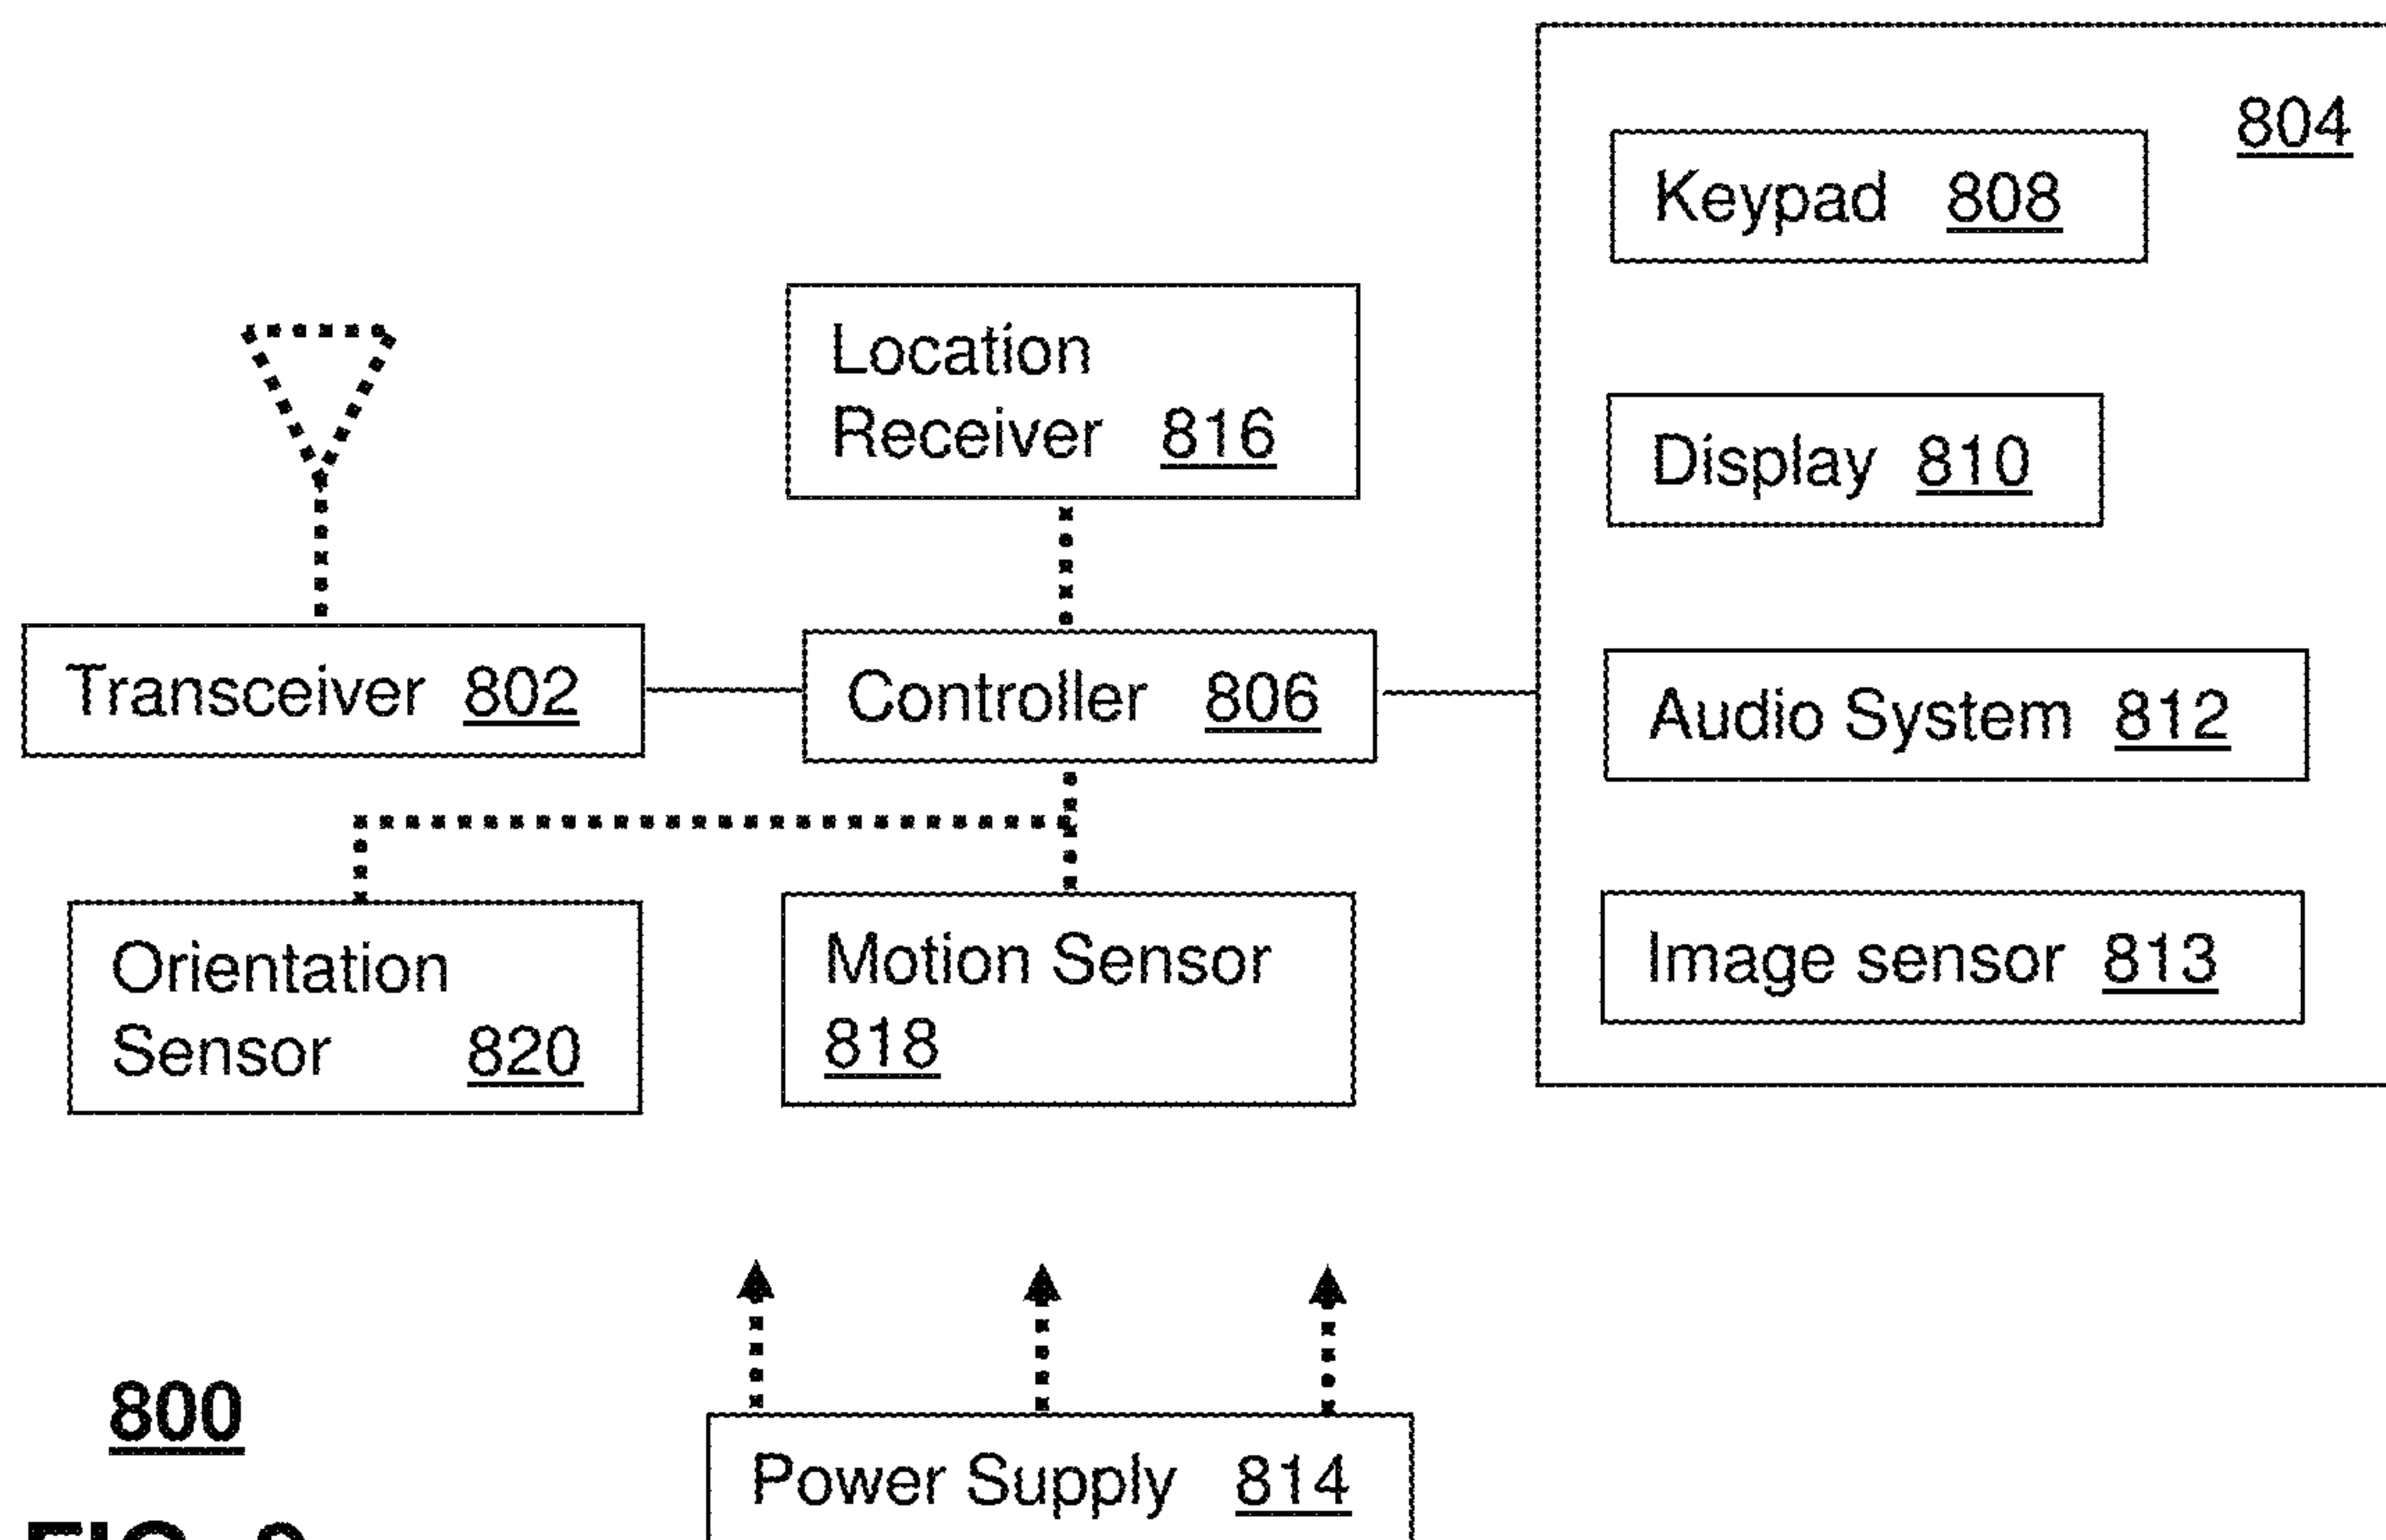 804
Keypad 808
Location
Receiver 816
Display 810
Transceiver 802
Controller 806
Audio System 812
Orientation
Sensor 820
Motion Sensor
818
Image sensor 813
800
Power Supply 814